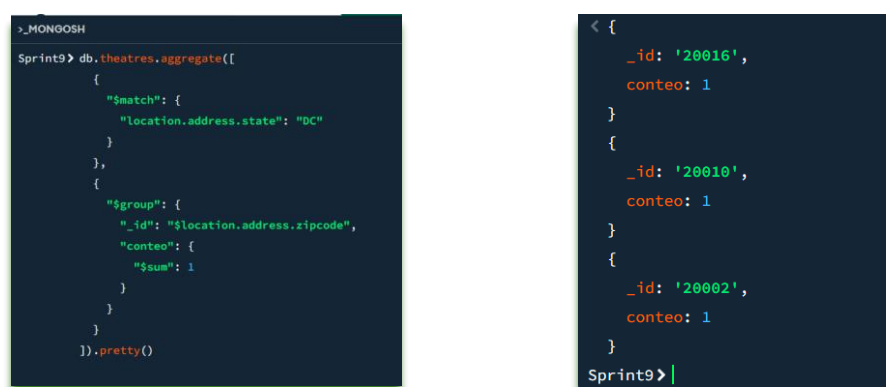 >_MONGOSH
Sprint9> db.theatres.aggregate([
{
"$match": {
"location.address.state": "DC"
}
},
{
"$group": {
"_id": "$location.address.zipcode",
"conteo": {
"$sum": 1
}
}
}
]).pretty()
< {
_id: '20016',
conteo: 1
}
{
_id: '20010',
conteo: 1
}
{
_id: '20002',
conteo: 1
}
Sprint9>